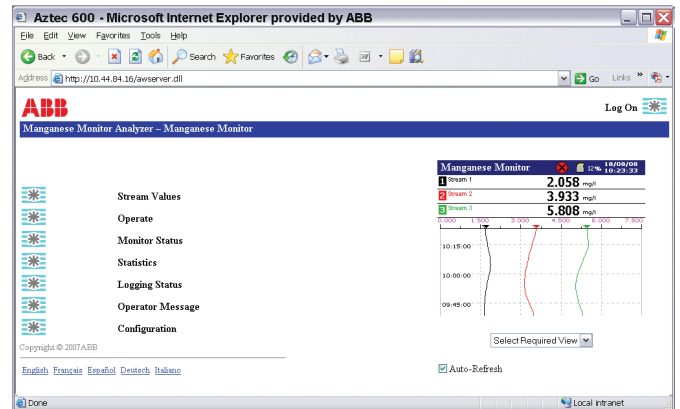 Aztec 600 - Microsoft Internet Explorer provided by ABB
File Edit View Favorites Tools Help
Back Search Favorites
Address http://10.44.84.16/awserver.dll Go Links »
ABB
Log On
Manganese Monitor Analyzer – Manganese Monitor
Stream Values
Operate
Monitor Status
Statistics
Logging Status
Operator Message
Configuration
Copyright © 2007ABB
English Français Español Deutsch Italiano
Manganese Monitor 12% 18/08/08 10:23:33
1 Stream 1 2.058 mg/l
2 Stream 2 3.933 mg/l
3 Stream 3 5.808 mg/l
0.000 1.500 3.000 4.500 6.000 7.500
10:15:00
10:00:00
09:45:00
Select Required View
Auto-Refresh
Done Local intranet